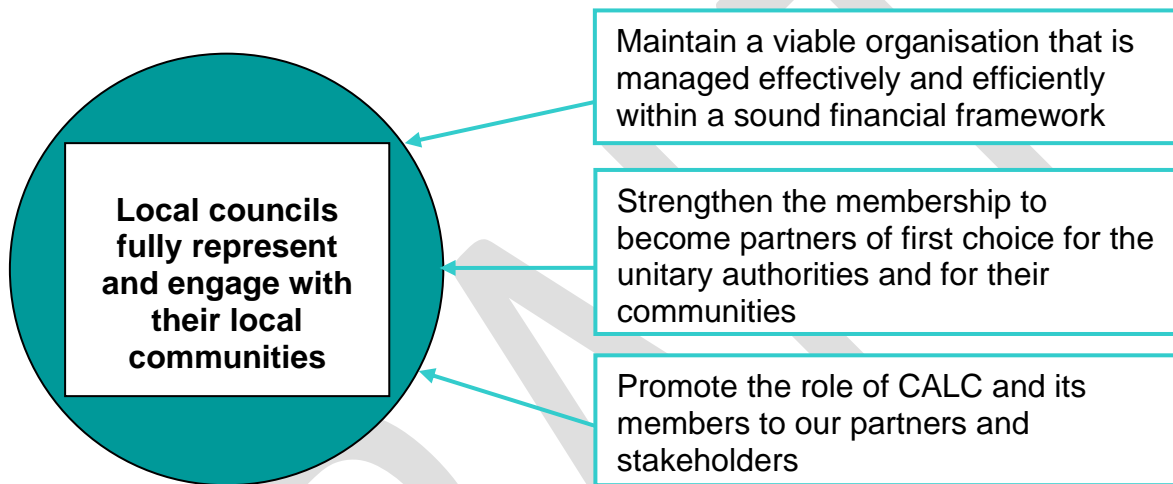 Local councils
fully represent
and engage with
their local
communities
Maintain a viable organisation that is
managed effectively and efficiently
within a sound financial framework
Strengthen the membership to
become partners of first choice for the
unitary authorities and for their
communities
Promote the role of CALC and its
members to our partners and
stakeholders